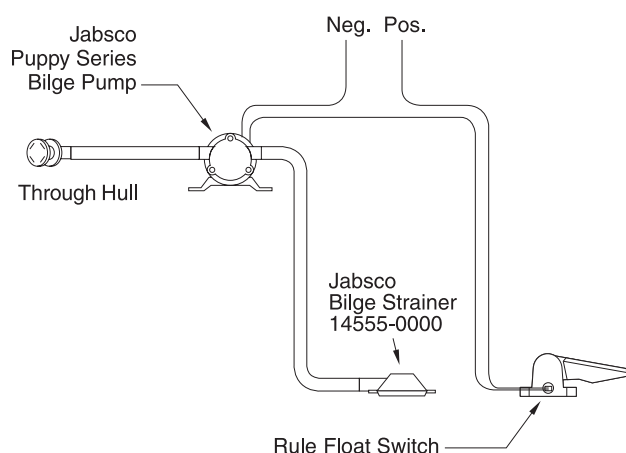 Jabsco
Puppy Series
Bilge Pump
Neg. Pos.
Through Hull
Jabsco
Bilge Strainer
14555-0000
Rule Float Switch